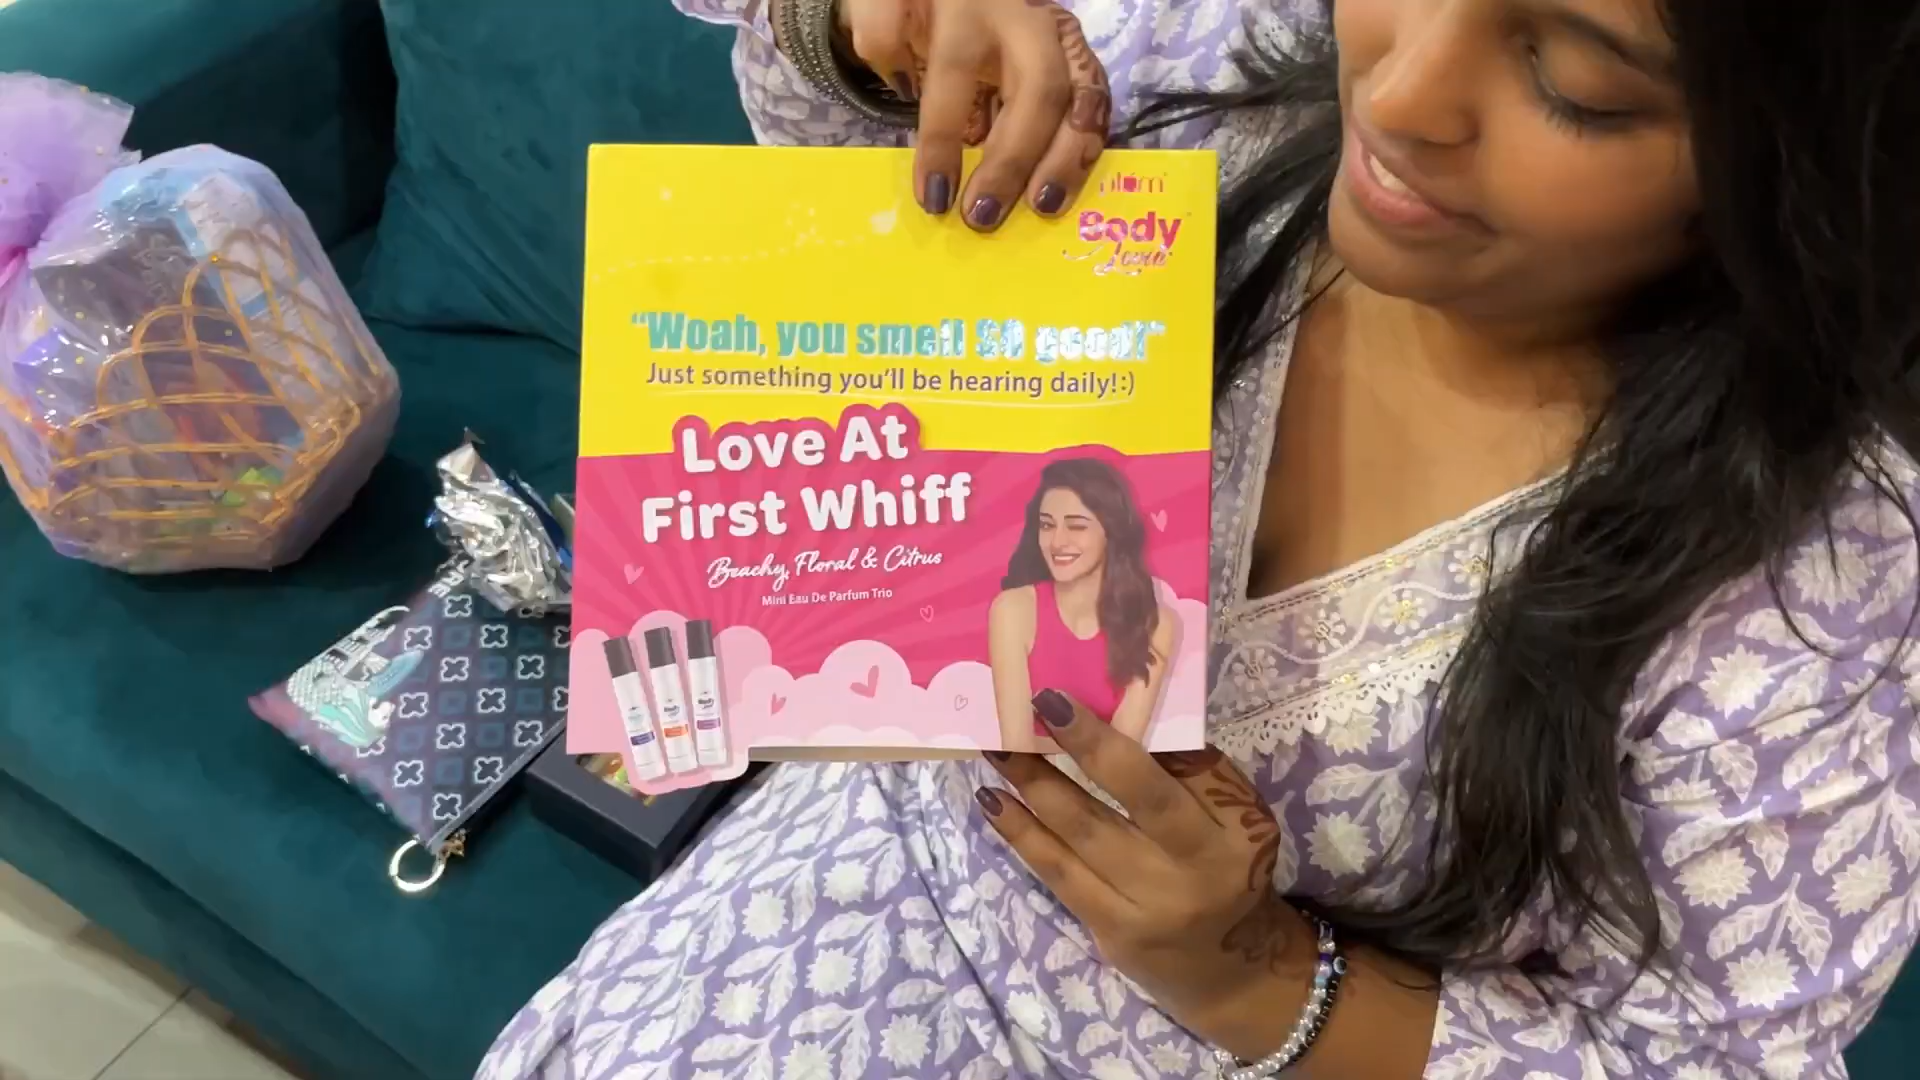 plum
Body
Lovin'
"Woah, you smell SO good!"
Just something you'll be hearing daily!:)
Love At
First Whiff
Beachy, Floral & Citrus
Mini Eau De Parfum Trio